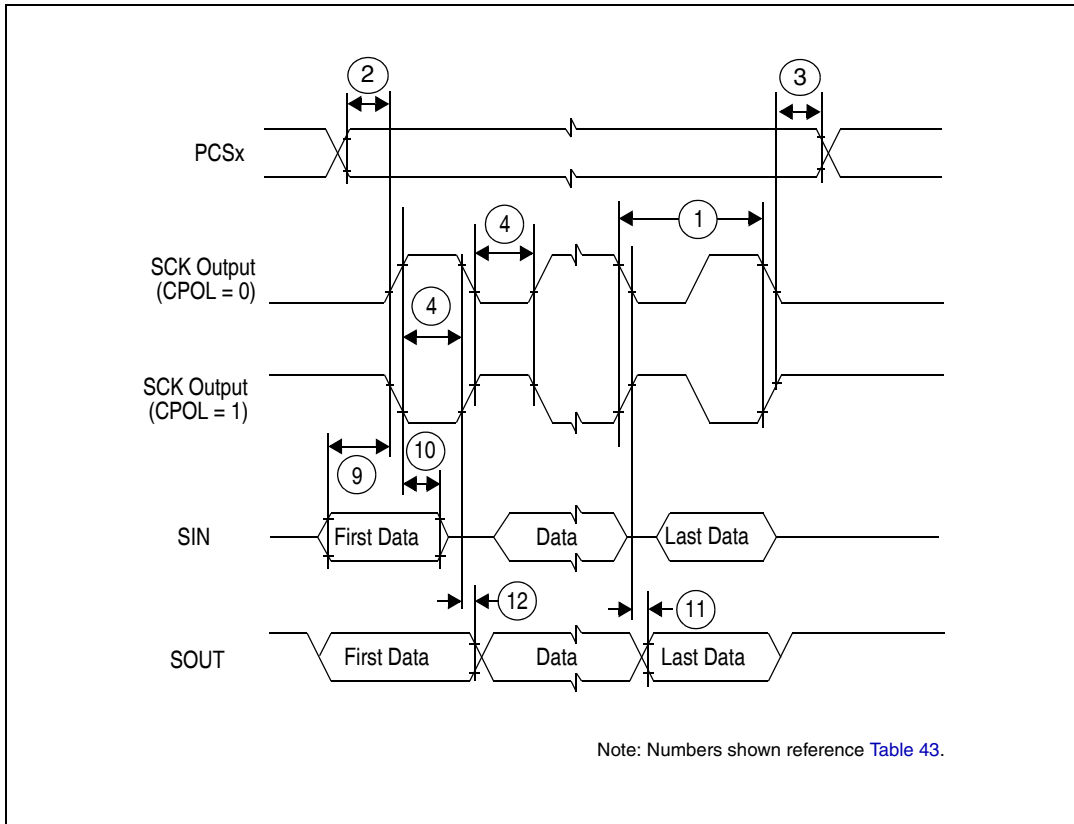 2
3
PCSx
4
1
SCK Output
(CPOL = 0)
4
SCK Output
(CPOL = 1)
9
10
SIN
First Data
Data
Last Data
12
11
SOUT
First Data
Data
Last Data
Note: Numbers shown reference Table 43.